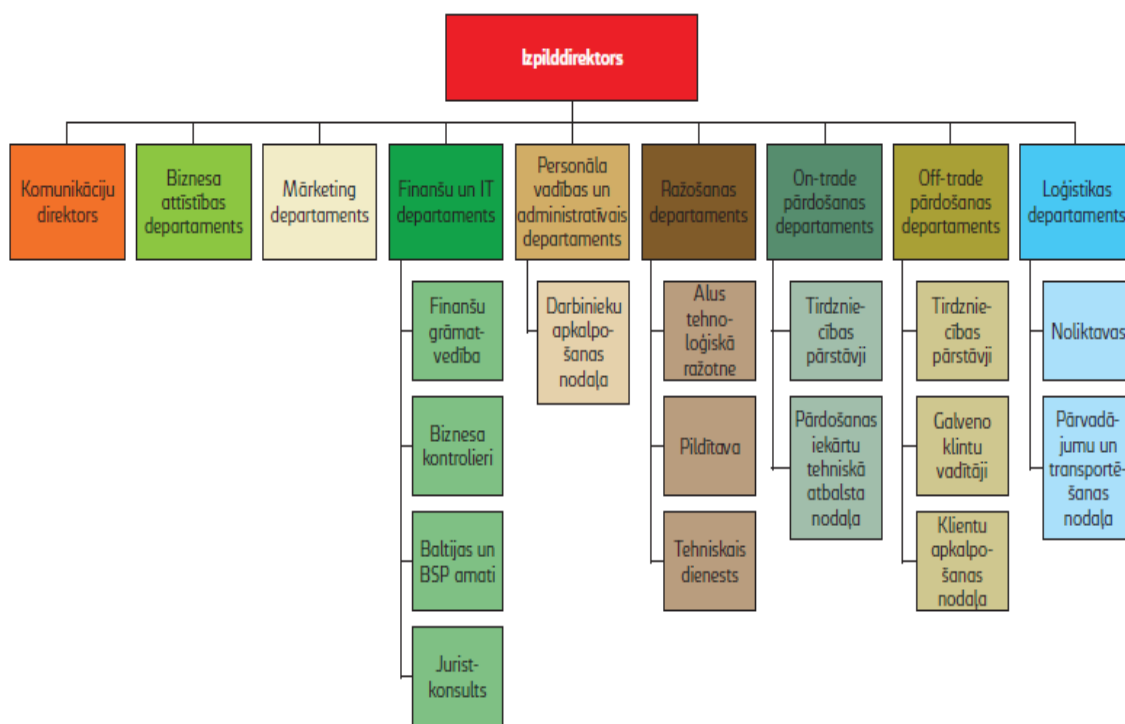 Izpilddirektors
Komunikāciju
direktors
Biznesa
attīstības
departaments
Mārketing
departaments
Finanšu un IT
departaments
Personāla
vadības un
administratīvais
departaments
Ražošanas
departaments
On-trade
pārdošanas
departaments
Off-trade
pārdošanas
departaments
Loģistikas
departaments
Finanšu
grāmat-
vedība
Biznesa
kontrolieri
Baltijas un
BSP amati
Jurist-
konsults
Darbinieku
apkalpo-
šanas
nodaļa
Alus
tehno-
loģiskā
ražotne
Pildītava
Tehniskais
dienests
Tirdznie-
cības
pārstāvji
Pārdošanas
iekārtu
tehniskā
atbalsta
nodaļa
Tirdznie-
cības
pārstāvji
Galveno
klintu
vadītāji
Klientu
apkalpo-
šanas
nodaļa
Noliktavas
Pārvadā-
jumu un
transportē-
šanas
nodaļa